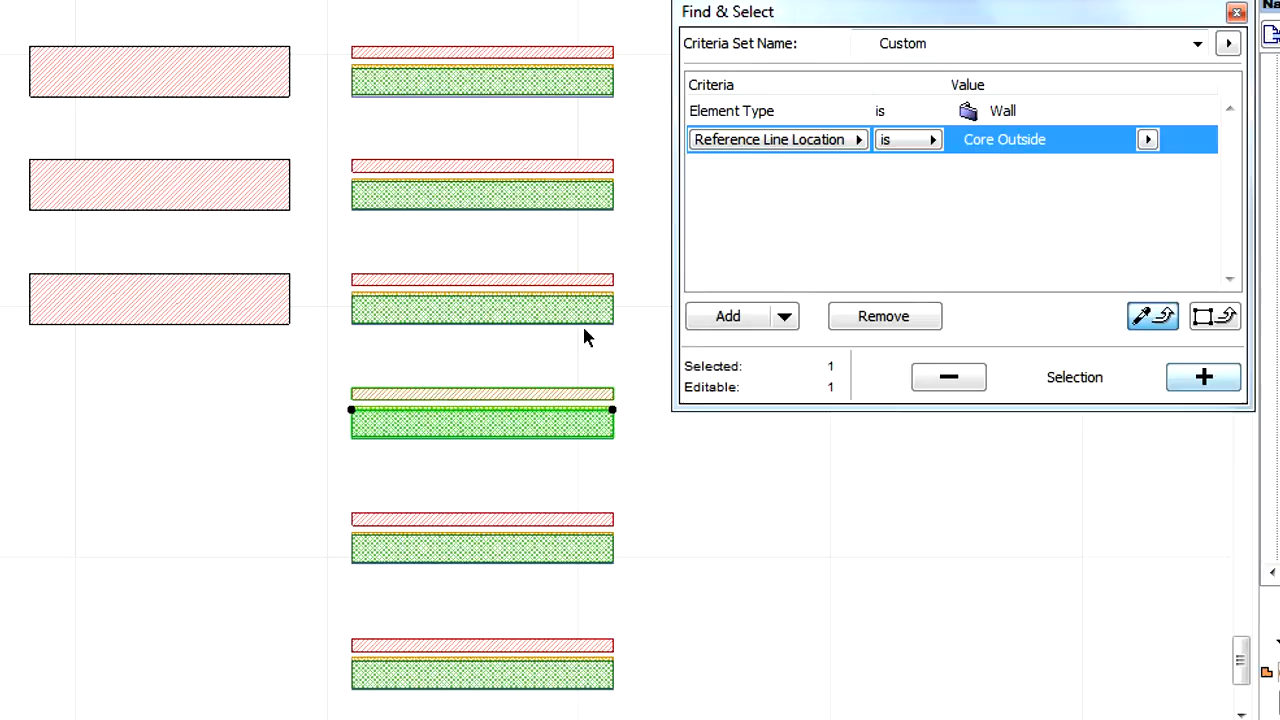 Find & Select
Criteria Set Name: Custom
Criteria Value
Element Type is Wall
Reference Line Location is Core Outside
Add Remove
Selected: 1
Editable: 1
Selection
Na